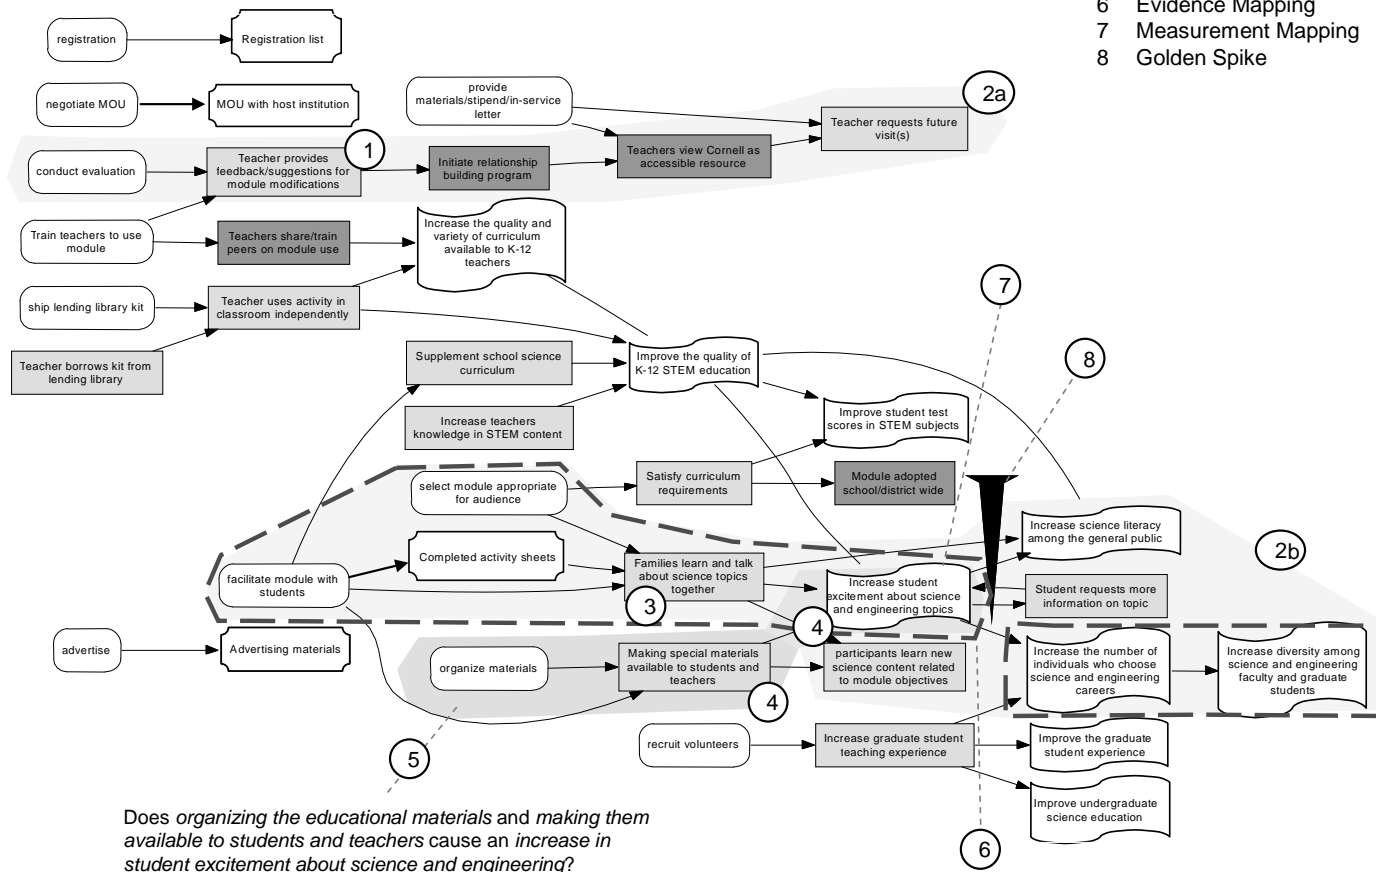 6 Evidence Mapping
7 Measurement Mapping
8 Golden Spike
registration
Registration list
negotiate MOU
MOU with host institution
provide
materials/stipend/in-service
letter
2a
Teacher requests future
visit(s)
1
conduct evaluation
Teacher provides
feedback/suggestions for
module modifications
Initiate relationship
building program
Teachers view Cornell as
accessible resource
Train teachers to use
module
Teachers share/train
peers on module use
Increase the quality and
variety of curriculum
available to K-12
teachers
7
ship lending library kit
Teacher uses activity in
classroom independently
Teacher borrows kit from
lending library
Supplement school science
curriculum
Improve the quality of
K-12 STEM education
8
Increase teachers
knowledge in STEM content
Improve student test
scores in STEM subjects
select module appropriate
for audience
Satisfy curriculum
requirements
Module adopted
school/district wide
Increase science literacy
among the general public
2b
Completed activity sheets
facilitate module with
students
Families learn and talk
about science topics
together
3
Increase student
excitement about science
and engineering topics
Student requests more
information on topic
4
advertise
Advertising materials
organize materials
Making special materials
available to students and
teachers
4
participants learn new
science content related
to module objectives
Increase the number of
individuals who choose
science and engineering
careers
Increase diversity among
science and engineering
faculty and graduate
students
5
recruit volunteers
Increase graduate student
teaching experience
Improve the graduate
student experience
Improve undergraduate
science education
6
Does organizing the educational materials and making them
available to students and teachers cause an increase in
student excitement about science and engineering?